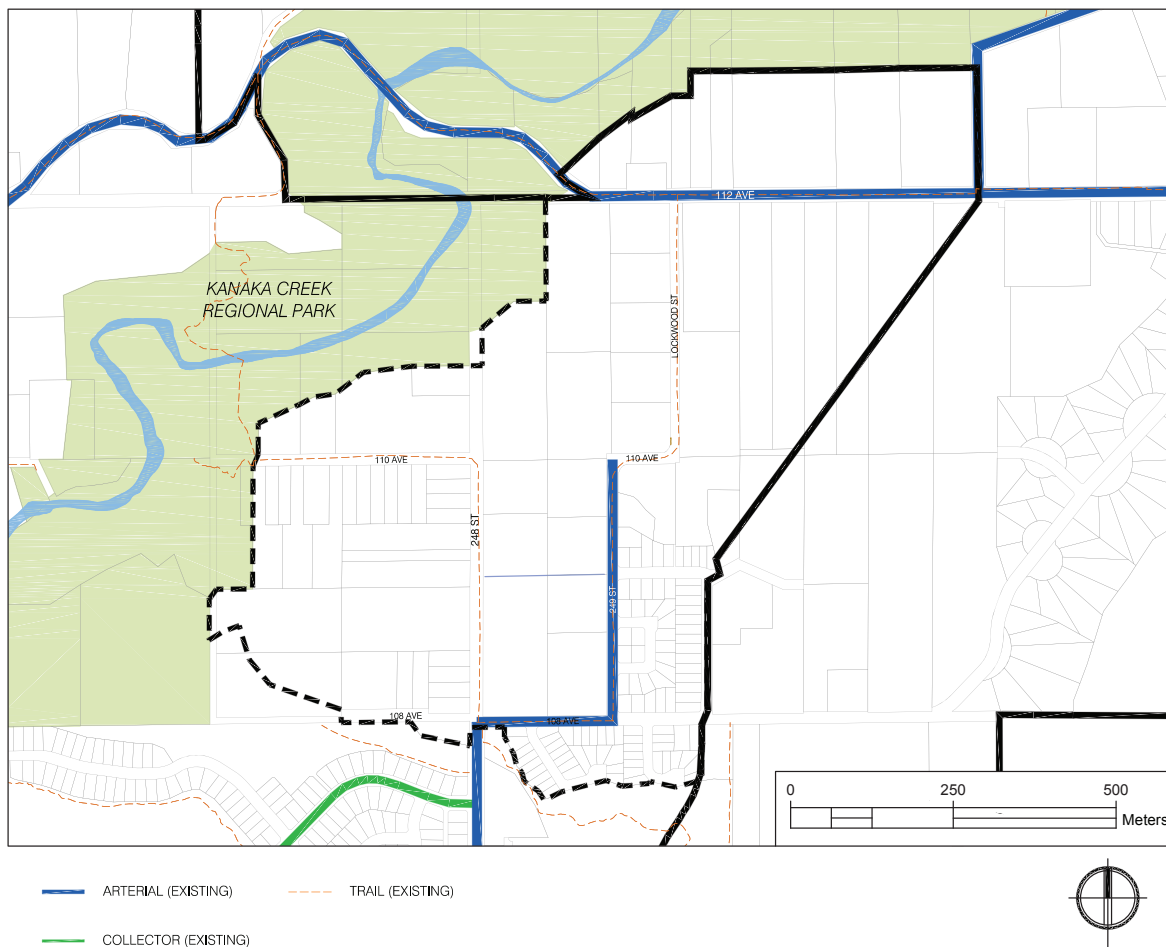 112 AVE
KANAKA CREEK
REGIONAL PARK
LOCKWOOD ST
110 AVE
110 AVE
248 ST
249 ST
108 AVE
108 AVE
0 250 500
Meters
ARTERIAL (EXISTING)
TRAIL (EXISTING)
COLLECTOR (EXISTING)